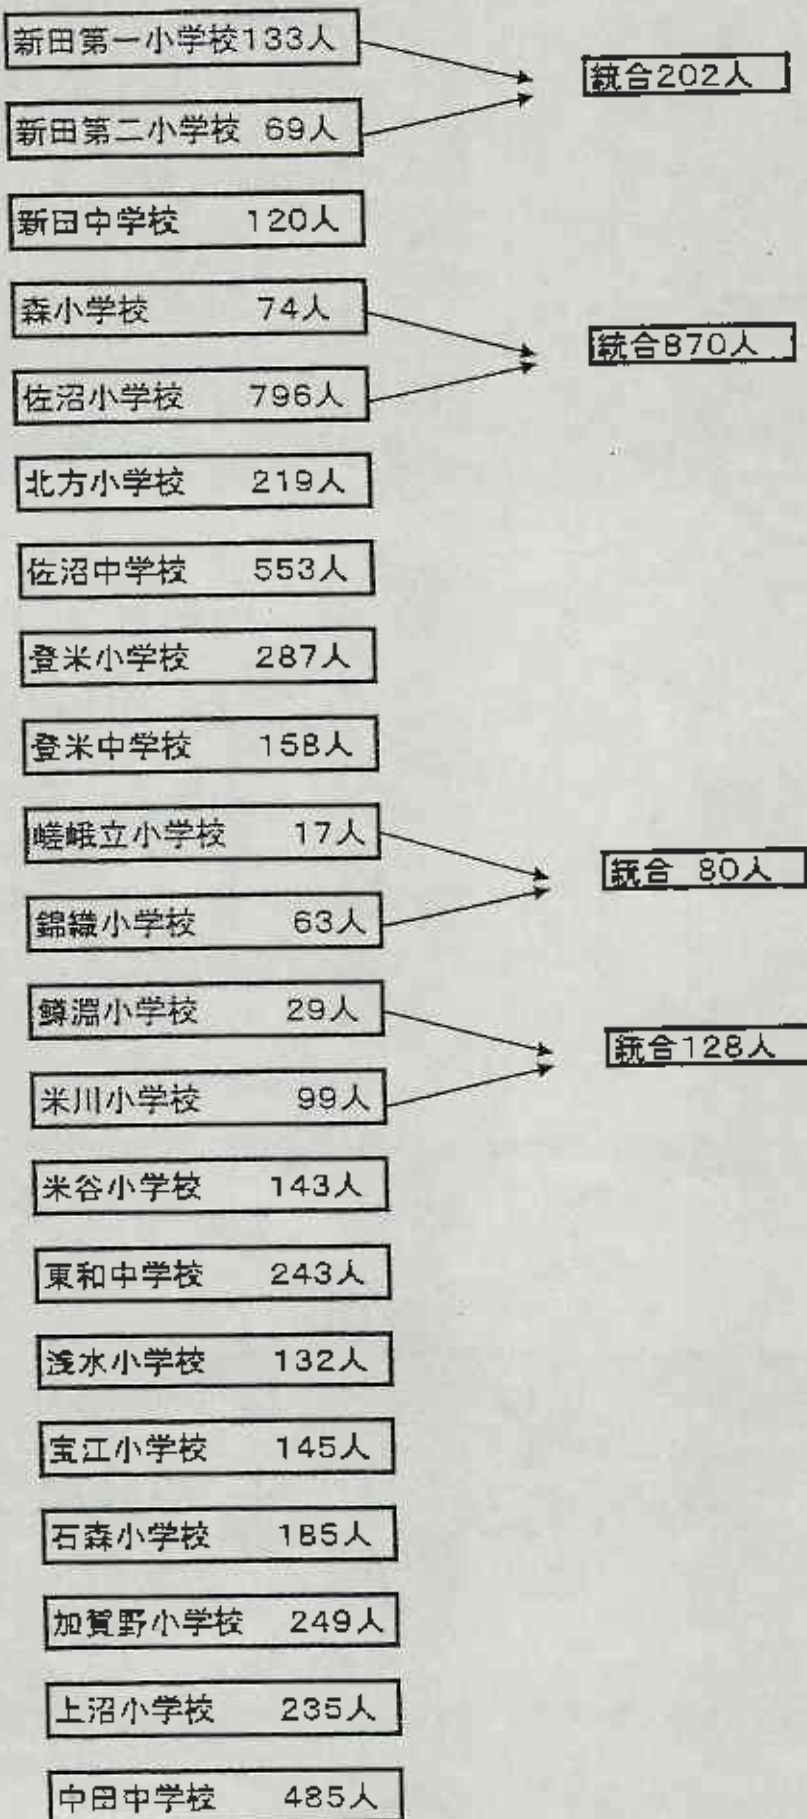 新田第一小学校133人
統合202人
新田第二小学校 69人
新田中学校 120人
森小学校 74人
統合870人
佐沼小学校 796人
北方小学校 219人
佐沼中学校 553人
登米小学校 287人
登米中学校 158人
嵯峨立小学校 17人
統合 80人
錦織小学校 63人
鱒淵小学校 29人
統合128人
米川小学校 99人
米谷小学校 143人
東和中学校 243人
浅水小学校 132人
宝江小学校 145人
石森小学校 185人
加賀野小学校 249人
上沼小学校 235人
中田中学校 485人